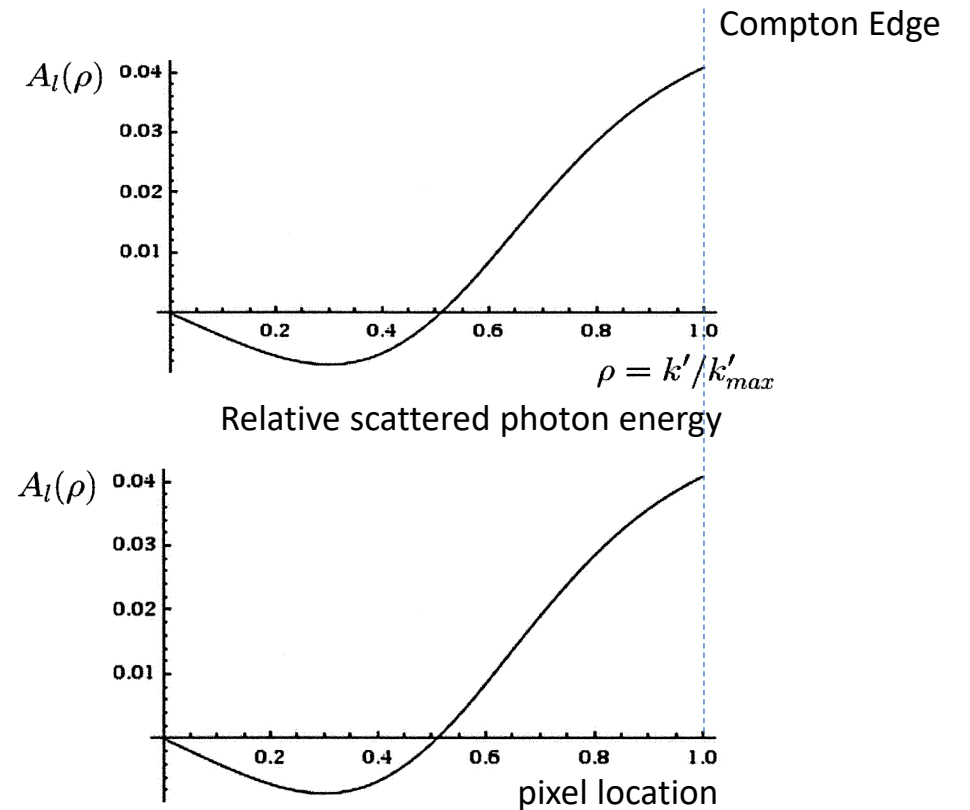 Compton Edge
A_l(ρ)
0.04
0.03
0.02
0.01
0.2 0.4 0.6 0.8 1.0
ρ = k′/k′_{max}
Relative scattered photon energy
A_l(ρ)
0.04
0.03
0.02
0.01
0.2 0.4 0.6 0.8 1.0
pixel location